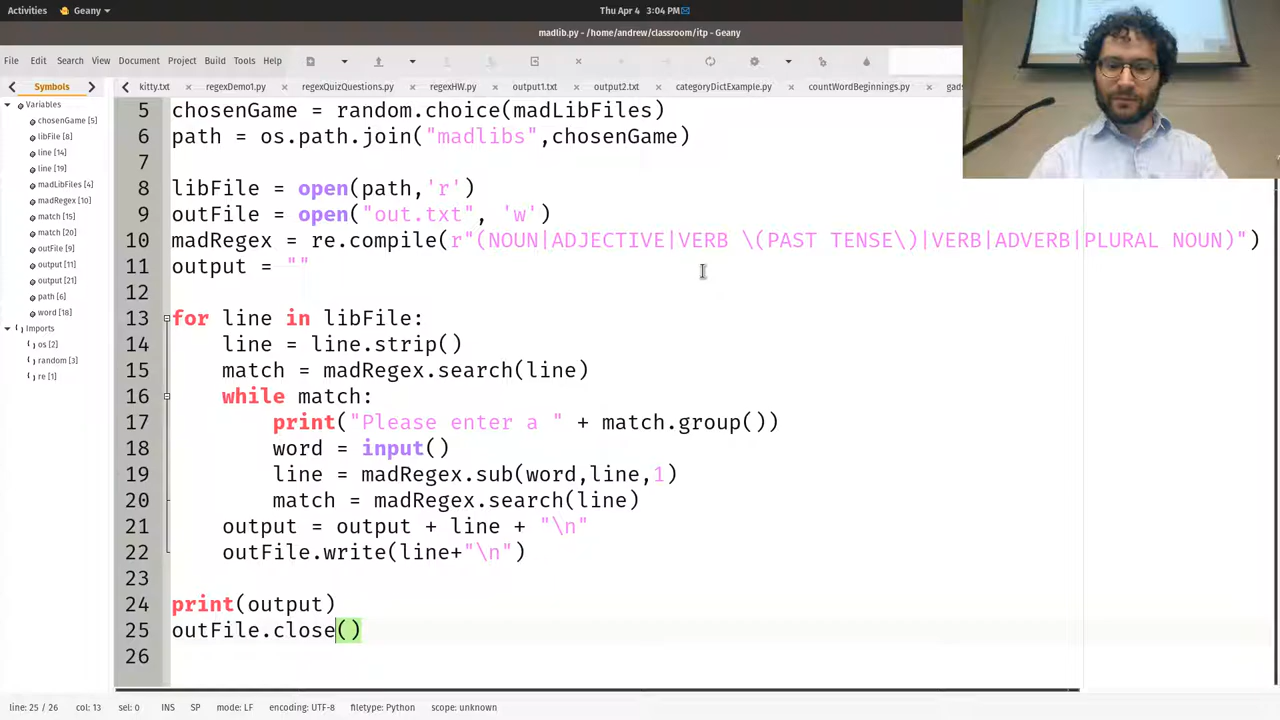 Activities Geany Thu Apr 4 3:04 PM
madlib.py - /home/andrew/classroom/itp - Geany
File Edit Search View Document Project Build Tools Help
Symbols kitty.txt regexDemo1.py regexQuizQuestions.py regexHW.py output1.txt output2.txt categoryDictExample.py countWordBeginnings.py gad
Variables
chosenGame [5]
libFile [8]
line [14]
line [19]
madLibFiles [4]
madRegex [10]
match [15]
match [20]
outFile [9]
output [11]
output [21]
path [6]
word [18]
Imports
os [2]
random [3]
re [1]
5 chosenGame = random.choice(madLibFiles)
6 path = os.path.join("madlibs",chosenGame)
7
8 libFile = open(path,'r')
9 outFile = open("out.txt", 'w')
10 madRegex = re.compile(r"(NOUN|ADJECTIVE|VERB \(PAST TENSE\)|VERB|ADVERB|PLURAL NOUN)")
11 output = ""
12
13 for line in libFile:
14 line = line.strip()
15 match = madRegex.search(line)
16 while match:
17 print("Please enter a " + match.group())
18 word = input()
19 line = madRegex.sub(word,line,1)
20 match = madRegex.search(line)
21 output = output + line + "\n"
22 outFile.write(line+"\n")
23
24 print(output)
25 outFile.close()
26
line: 25 / 26 col: 13 sel: 0 INS SP mode: LF encoding: UTF-8 filetype: Python scope: unknown